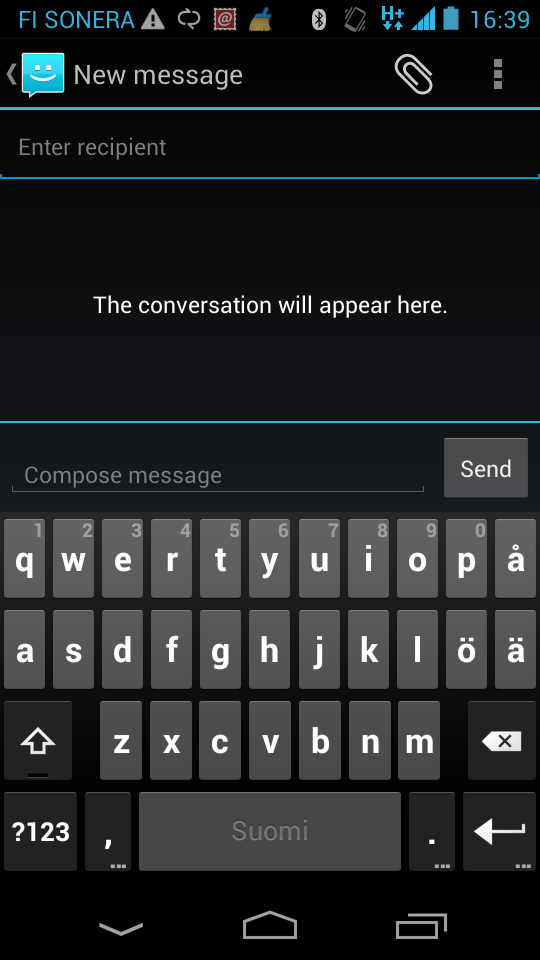 FI SONERA H+ 16:39
New message
Enter recipient
The conversation will appear here.
Compose message Send
1 2 3 4 5 6 7 8 9 0
q w e r t y u i o p å
a s d f g h j k l ö ä
z x c v b n m
?123 , ... Suomi . ... ...